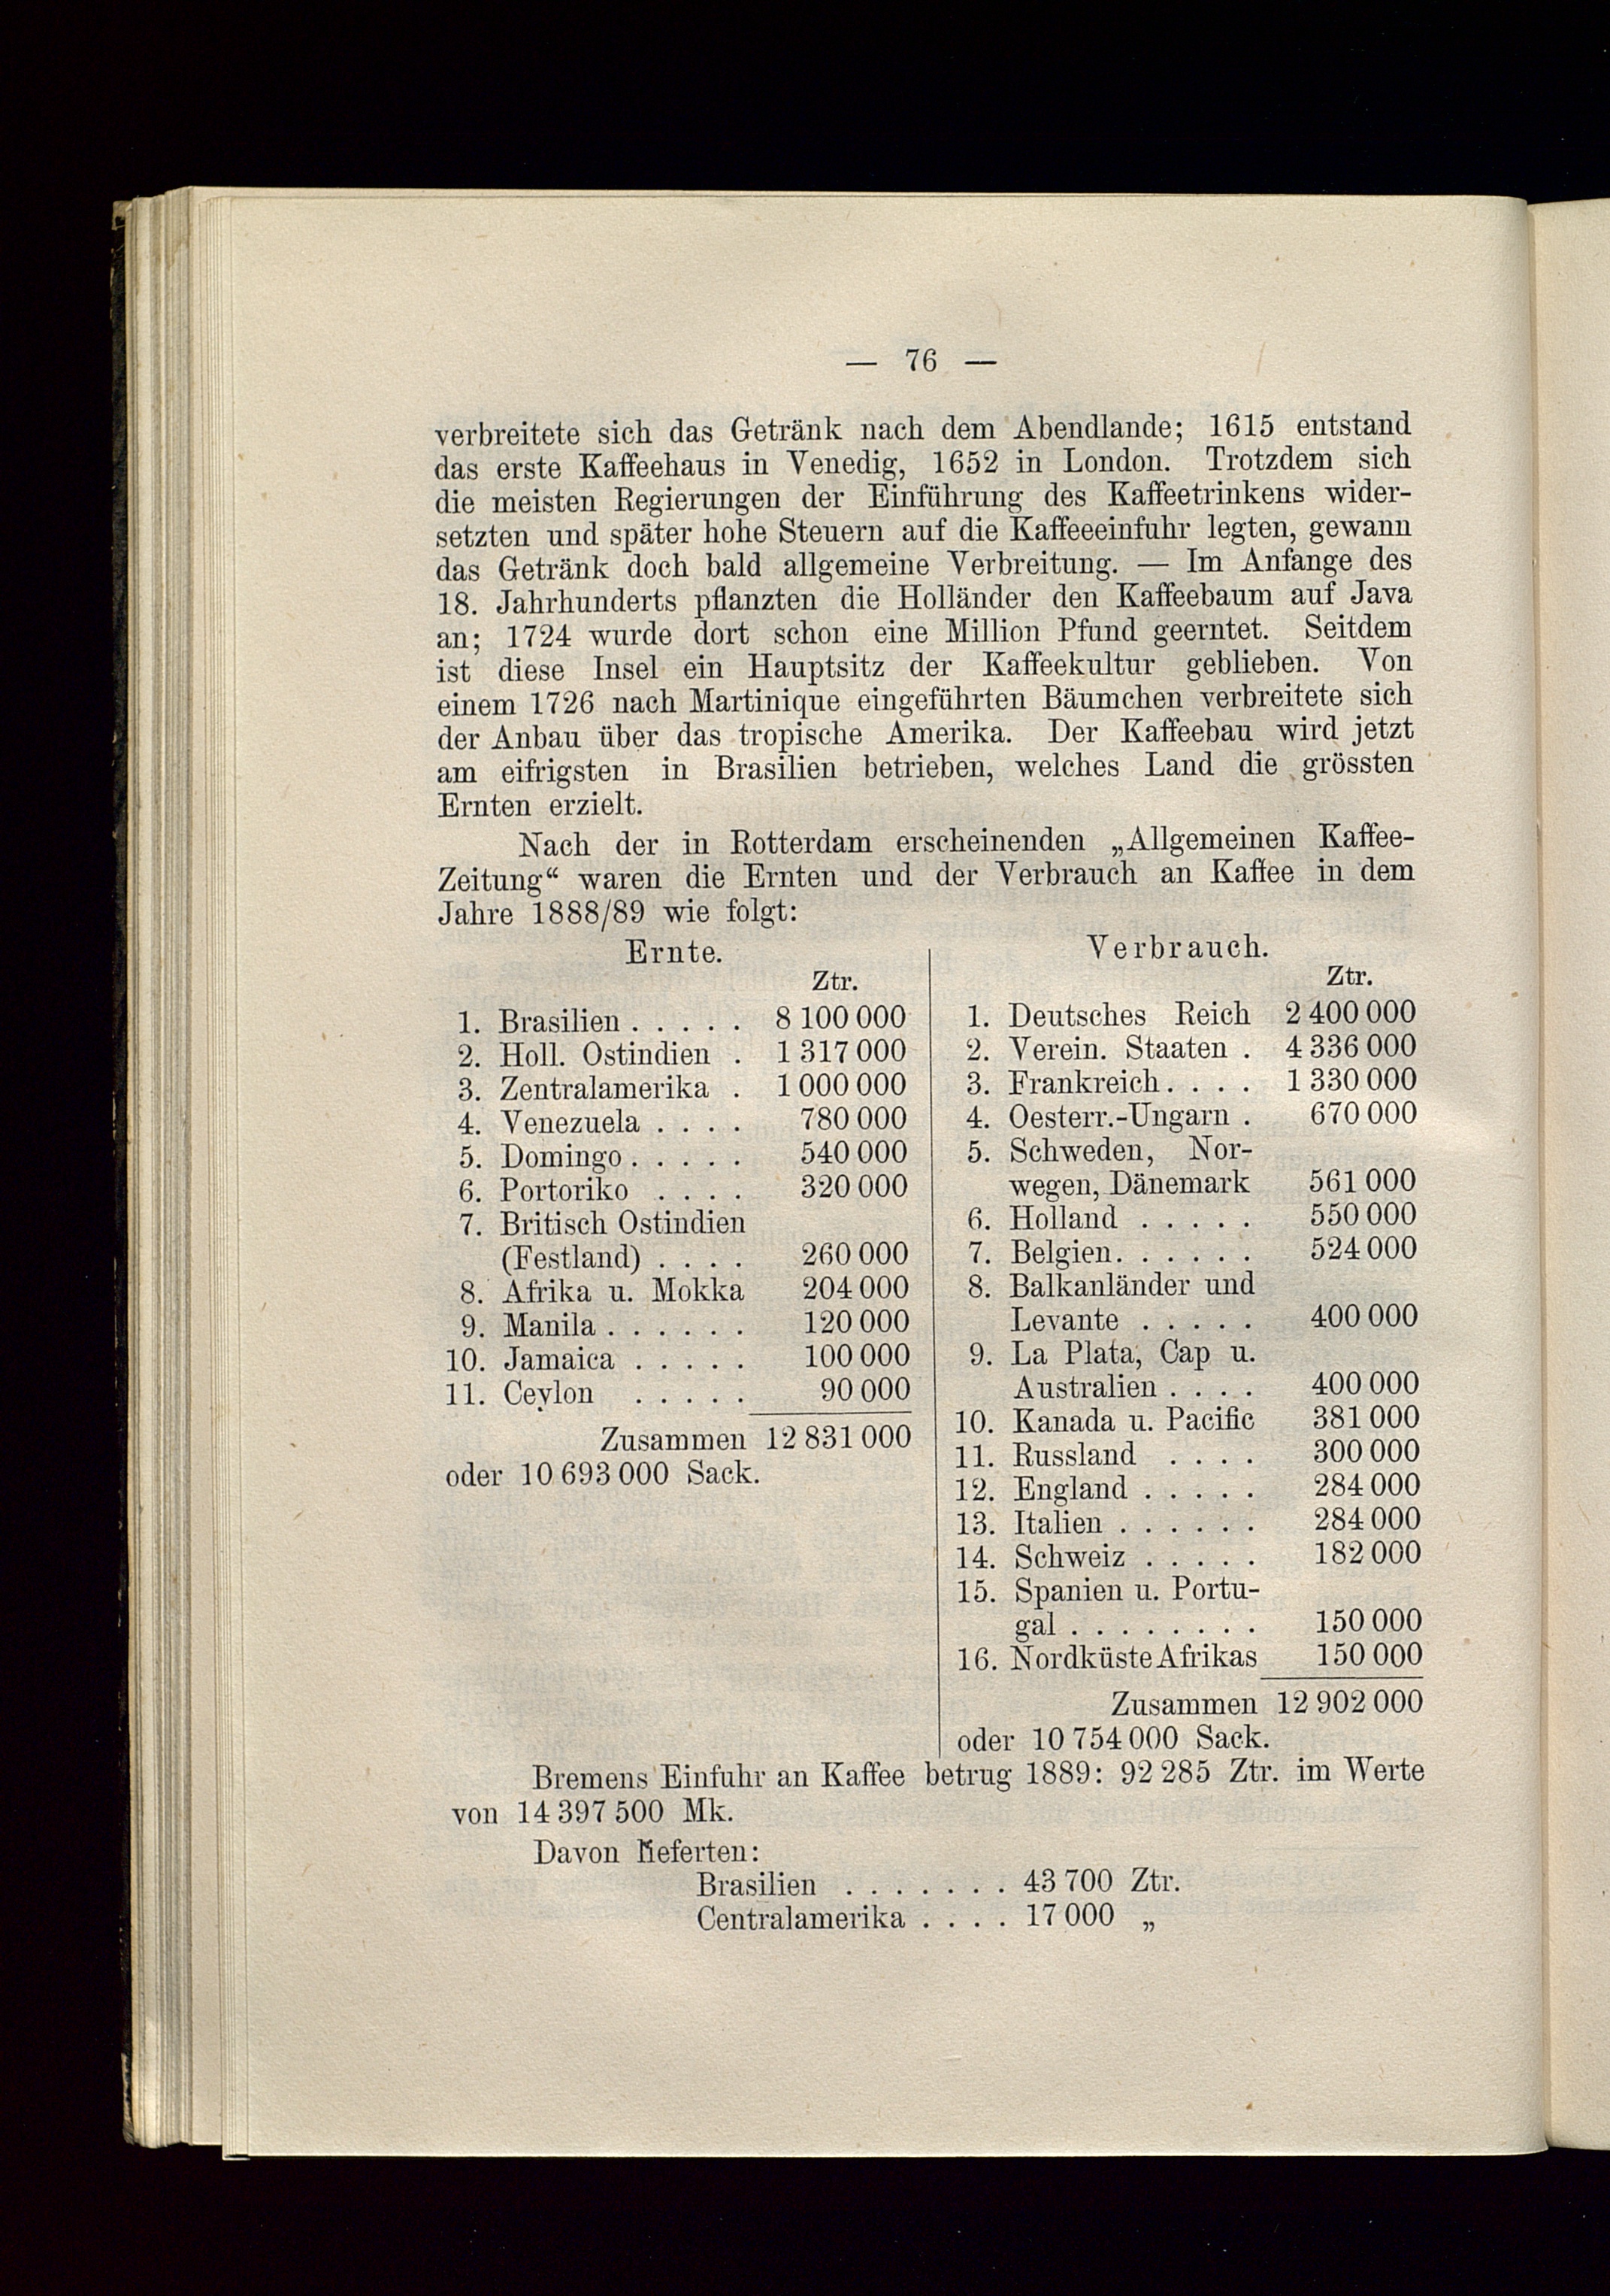 — 76 —
verbreitete sich das Getränk nach dem Abendlande; 1615 entstand
das erste Kaffeehaus in Venedig, 1652 in London. Trotzdem sich
die meisten Regierungen der Einführung des Kaffeetrinkens wider-
setzten und später hohe Steuern auf die Kaffeeeinfuhr legten, gewann
das Getränk doch bald allgemeine Verbreitung. — Im Anfange des
18. Jahrhunderts pflanzten die Holländer den Kaffeebaum auf Java
an; 1724 wurde dort schon eine Million Pfund geerntet. Seitdem
ist diese Insel ein Hauptsitz der Kaffeekultur geblieben. Von
einem 1726 nach Martinique eingeführten Bäumchen verbreitete sich
der Anbau über das tropische Amerika. Der Kaffeebau wird jetzt
am eifrigsten in Brasilien betrieben, welches Land die grössten
Ernten erzielt.
Nach der in Rotterdam erscheinenden „Allgemeinen Kaffee-
Zeitung“ waren die Ernten und der Verbrauch an Kaffee in dem
Jahre 1888/89 wie folgt:
Ernte.
Ztr.
1. Brasilien . . . . . 8 100 000
2. Holl. Ostindien . 1 317 000
3. Zentralamerika . 1 000 000
4. Venezuela . . . . 780 000
5. Domingo . . . . . 540 000
6. Portoriko . . . . 320 000
7. Britisch Ostindien
(Festland) . . . . 260 000
8. Afrika u. Mokka 204 000
9. Manila . . . . . . 120 000
10. Jamaica . . . . . 100 000
11. Ceylon . . . . . 90 000
Zusammen 12 831 000
oder 10 693 000 Sack.
Verbrauch.
Ztr.
1. Deutsches Reich 2 400 000
2. Verein. Staaten . 4 336 000
3. Frankreich . . . . 1 330 000
4. Oesterr.-Ungarn . 670 000
5. Schweden, Nor-
wegen, Dänemark 561 000
6. Holland . . . . . 550 000
7. Belgien . . . . . . 524 000
8. Balkanländer und
Levante . . . . . 400 000
9. La Plata, Cap u.
Australien . . . . 400 000
10. Kanada u. Pacific 381 000
11. Russland . . . . 300 000
12. England . . . . . 284 000
13. Italien . . . . . . 284 000
14. Schweiz . . . . . 182 000
15. Spanien u. Portu-
gal . . . . . . . . 150 000
16. Nordküste Afrikas 150 000
Zusammen 12 902 000
oder 10 754 000 Sack.
Bremens Einfuhr an Kaffee betrug 1889: 92 285 Ztr. im Werte
von 14 397 500 Mk.
Davon lieferten:
Brasilien . . . . . . . 43 700 Ztr.
Centralamerika . . . . 17 000 „